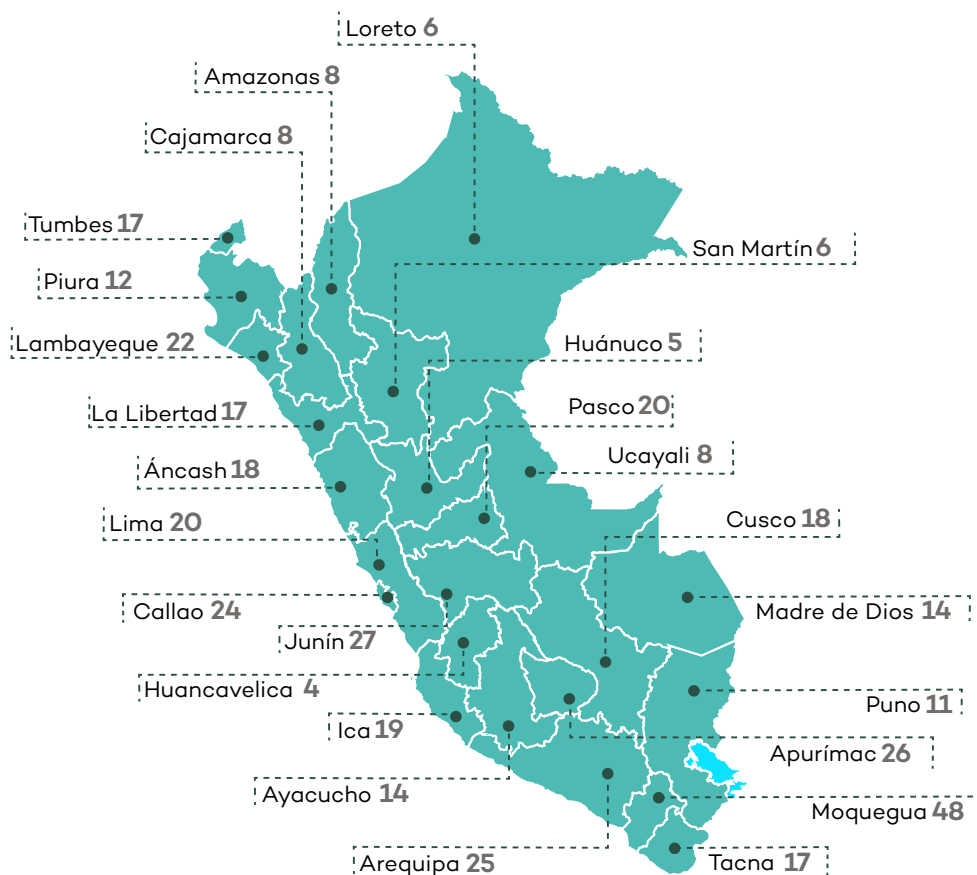 Loreto 6
Amazonas 8
Cajamarca 8
Tumbes 17
San Martín 6
Piura 12
Lambayeque 22
Huánuco 5
La Libertad 17
Pasco 20
Ucayali 8
Áncash 18
Lima 20
Cusco 18
Callao 24
Madre de Dios 14
Junín 27
Huancavelica 4
Puno 11
Ica 19
Apurímac 26
Ayacucho 14
Moquegua 48
Arequipa 25
Tacna 17